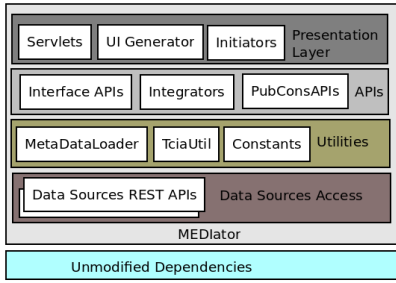 Servlets
UI Generator
Initiators
Presentation
Layer
Interface APIs
Integrators
PubConsAPIs
APIs
MetaDataLoader
TciaUtil
Constants
Utilities
Data Sources REST APIs
Data Sources Access
MEDIator
Unmodified Dependencies